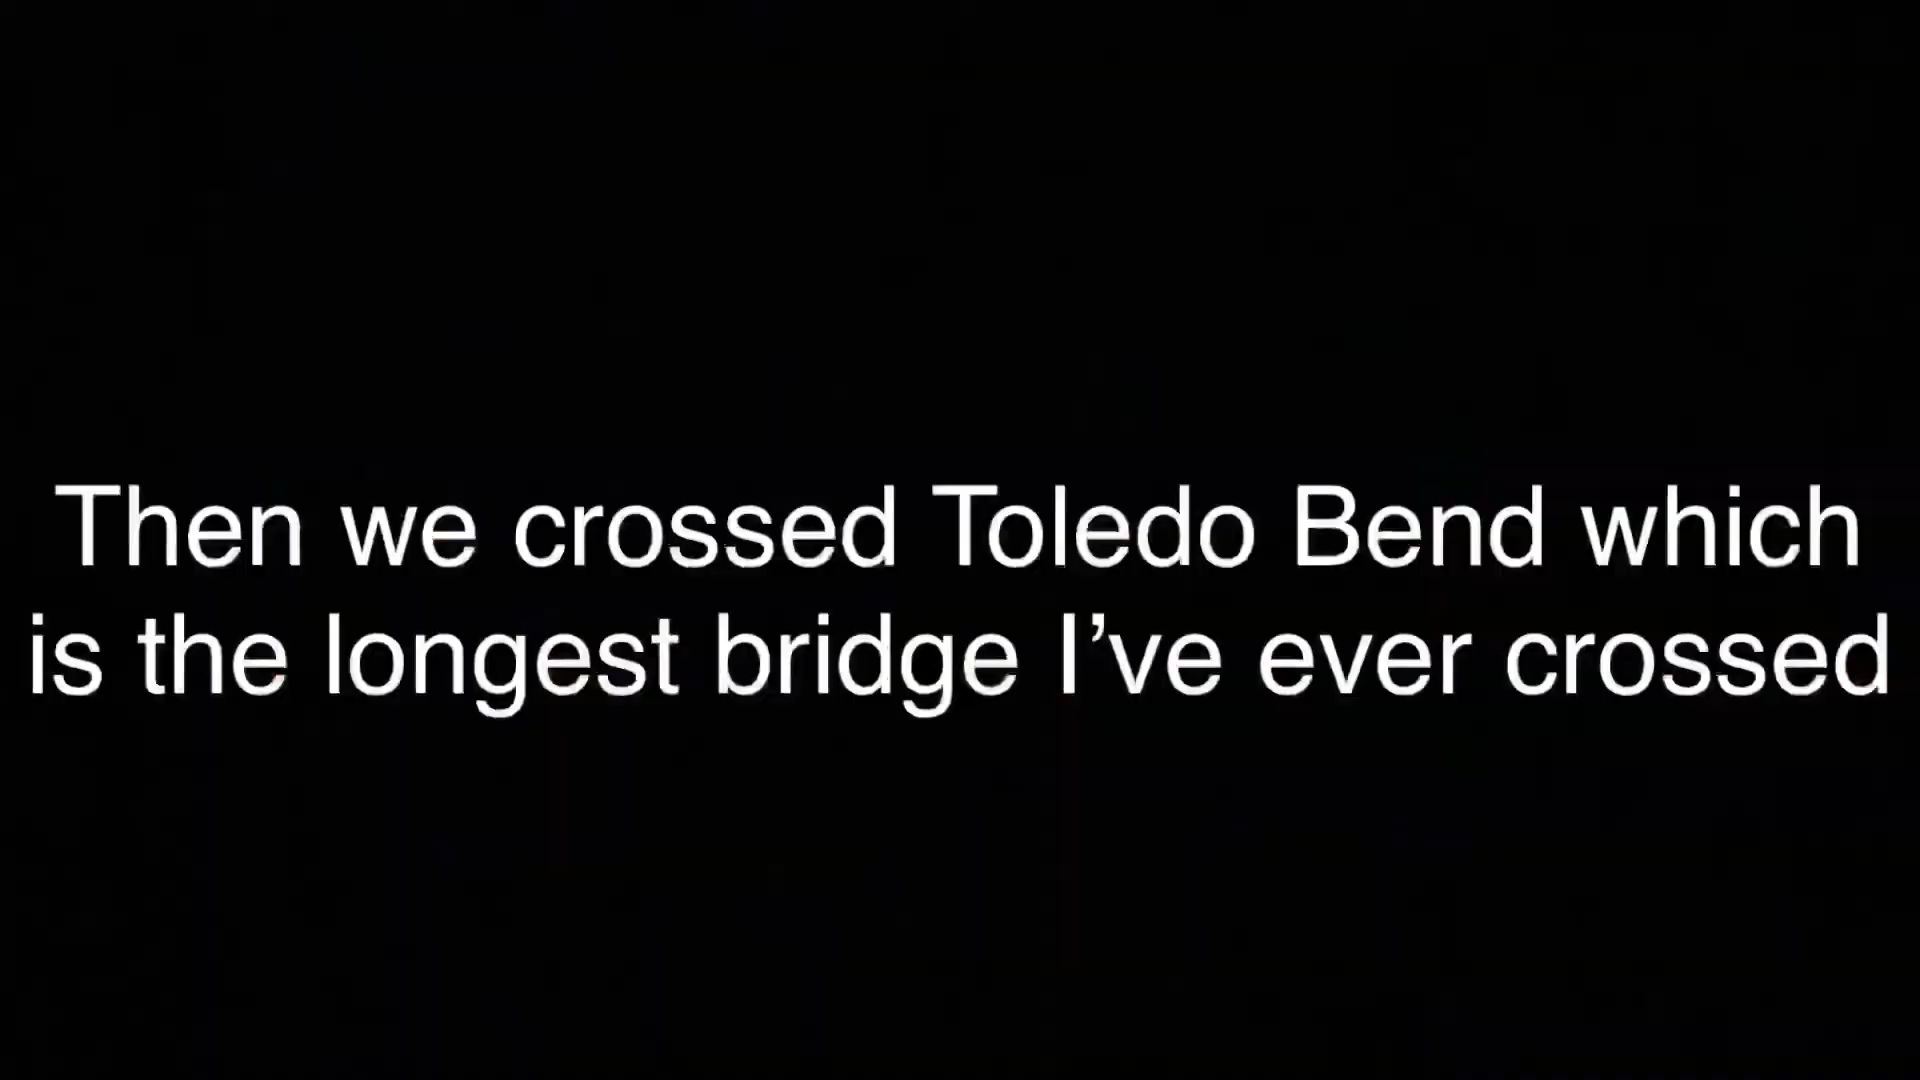 Then we crossed Toledo Bend which
is the longest bridge I’ve ever crossed